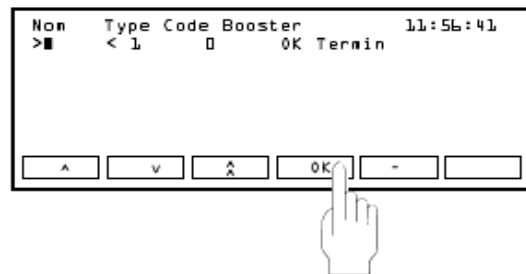 Nom Type Code Booster 11:56:41
>■ < 1 0 OK Termin
^ v ^^ OK -